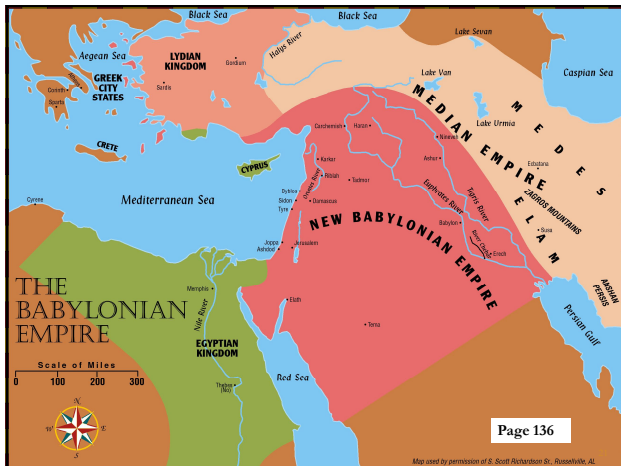 Black Sea
Black Sea
Lake Sevan
Caspian Sea
Aegean Sea
LYDIAN
KINGDOM
Gordium
Halys River
Lake Van
Athens
Corinth
Sparta
GREEK
CITY
STATES
Sardis
Lake Urmia
MEDES
MEDIAN EMPIRE
Carchemish
Haran
Nineveh
Ashur
Ecbatana
CRETE
CYPRUS
Karkar
Riblah
Tadmor
Orontes River
Euphrates River
Tigris River
ZAGROS MOUNTAINS
ELAM
Susa
Cyrene
Mediterranean Sea
Sidon
Tyre
Damascus
Babylon
River Chebar
Erech
NEW BABYLONIAN EMPIRE
Joppa
Ashdod
Jerusalem
ANSHAN
PERSIS
THE
BABYLONIAN
EMPIRE
Memphis
Nile River
Elath
Tema
Persian Gulf
EGYPTIAN
KINGDOM
Scale of Miles
0 100 200 300
Thebes
(No)
Red Sea
N
W E
S
Page 136
Map used by permission of S. Scott Richardson Sr., Russellville, AL